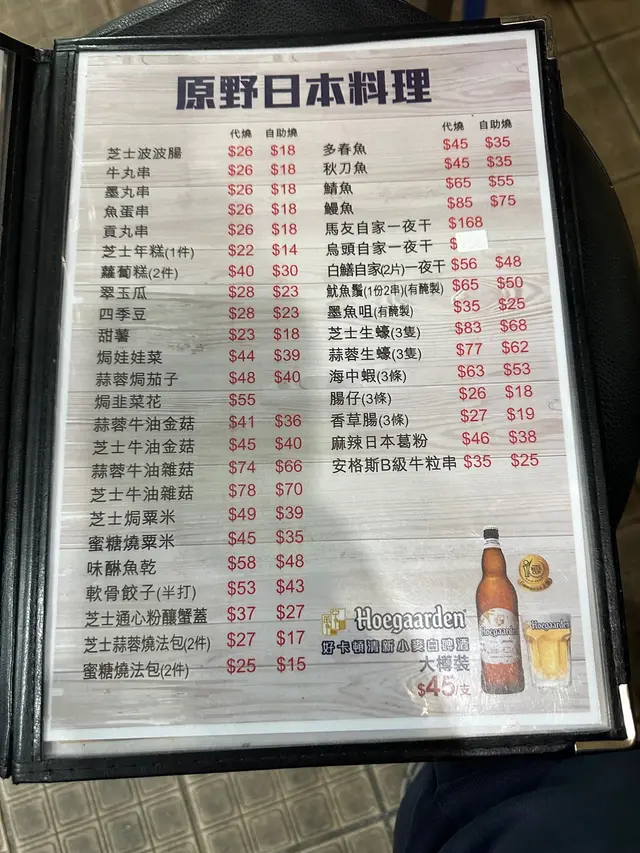 原野日本料理
代燒 自助燒
芝士波波腸 $26 $18
牛丸串 $26 $18
墨丸串 $26 $18
魚蛋串 $26 $18
貢丸串 $26 $18
芝士年糕(1件) $22 $14
蘿蔔糕(2件) $40 $30
翠玉瓜 $28 $23
四季豆 $28 $23
甜薯 $23 $18
焗娃娃菜 $44 $39
蒜蓉焗茄子 $48 $40
焗韭菜花 $55
蒜蓉牛油金菇 $41 $36
芝士牛油金菇 $45 $40
蒜蓉牛油雜菇 $74 $66
芝士牛油雜菇 $78 $70
芝士焗粟米 $49 $39
蜜糖燒粟米 $45 $35
味醂魚乾 $58 $48
軟骨餃子(半打) $53 $43
芝士通心粉釀蟹蓋 $37 $27
芝士蒜蓉燒法包(2件) $27 $17
蜜糖燒法包(2件) $25 $15
代燒 自助燒
多春魚 $45 $35
秋刀魚 $45 $35
鯖魚 $65 $55
鰻魚 $85 $75
馬友自家一夜干 $168
烏頭自家一夜干 $
白鱔自家(2片)一夜干 $56 $48
魷魚鬚(1份2串)(有醃製) $65 $50
墨魚咀(有醃製) $35 $25
芝士生蠔(3隻) $83 $68
蒜蓉生蠔(3隻) $77 $62
海中蝦(3條) $63 $53
腸仔(3條) $26 $18
香草腸(3條) $27 $19
麻辣日本葛粉 $46 $38
安格斯B級牛粒串 $35 $25
Hoegaarden
好卡頓清新小麥白啤酒
大樽裝
$45/支
Hoegaarden
Hoegaarden